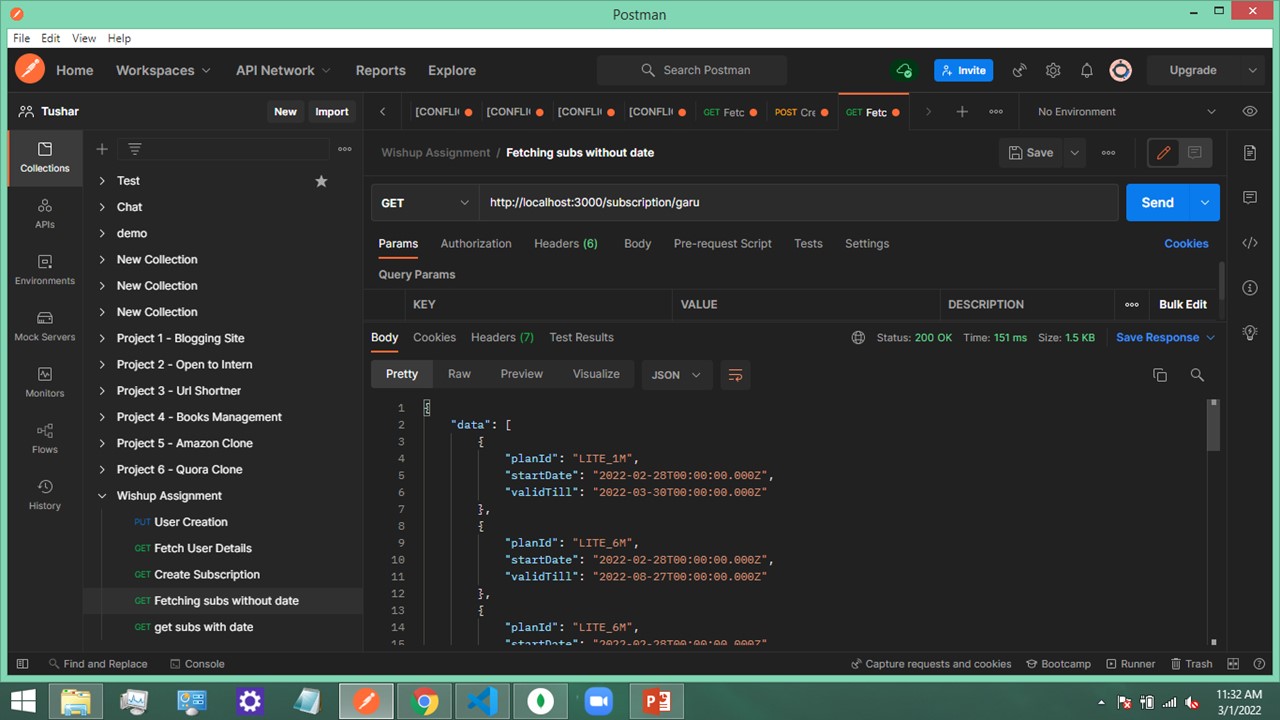 Postman
File Edit View Help
Home Workspaces API Network Reports Explore Search Postman Invite Upgrade
Tushar New Import
[CONFLI( [CONFLI( [CONFLI( [CONFLI( GET Fetc POST Cre GET Fetc No Environment
Wishup Assignment / Fetching subs without date Save
GET http://localhost:3000/subscription/garu Send
Params Authorization Headers (6) Body Pre-request Script Tests Settings Cookies
Query Params
KEY VALUE DESCRIPTION Bulk Edit
Body Cookies Headers (7) Test Results Status: 200 OK Time: 151 ms Size: 1.5 KB Save Response
Pretty Raw Preview Visualize JSON
1 {
2 "data": [
3 {
4 "planId": "LITE_1M",
5 "startDate": "2022-02-28T00:00:00.000Z",
6 "validTill": "2022-03-30T00:00:00.000Z"
7 },
8 {
9 "planId": "LITE_6M",
10 "startDate": "2022-02-28T00:00:00.000Z",
11 "validTill": "2022-08-27T00:00:00.000Z"
12 },
13 {
14 "planId": "LITE_6M",
15 "startDate": "2022-02-28T00:00:00.000Z"
Collections
APIs
Environments
Mock Servers
Monitors
Flows
History
Test
Chat
demo
New Collection
New Collection
New Collection
Project 1 - Blogging Site
Project 2 - Open to Intern
Project 3 - Url Shortner
Project 4 - Books Management
Project 5 - Amazon Clone
Project 6 - Quora Clone
Wishup Assignment
PUT User Creation
GET Fetch User Details
GET Create Subscription
GET Fetching subs without date
GET get subs with date
Find and Replace Console Capture requests and cookies Bootcamp Runner Trash
11:32 AM
3/1/2022